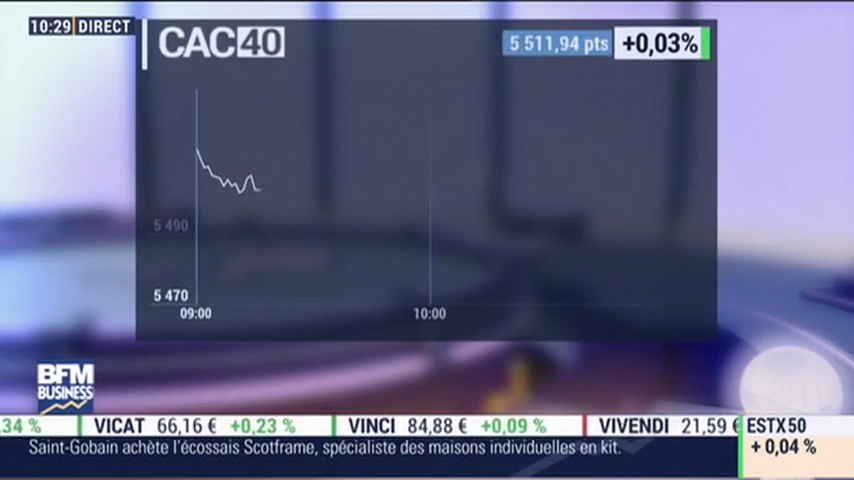 10:29 DIRECT
CAC40
5 511,94 pts +0,03%
5 490
5 470
09:00 10:00
BFM
BUSINESS
,34 % VICAT 66,16 € +0,23 % VINCI 84,88 € +0,09 % VIVENDI 21,59 € ESTX50
+ 0,04 %
Saint-Gobain achète l'écossais Scotframe, spécialiste des maisons individuelles en kit.